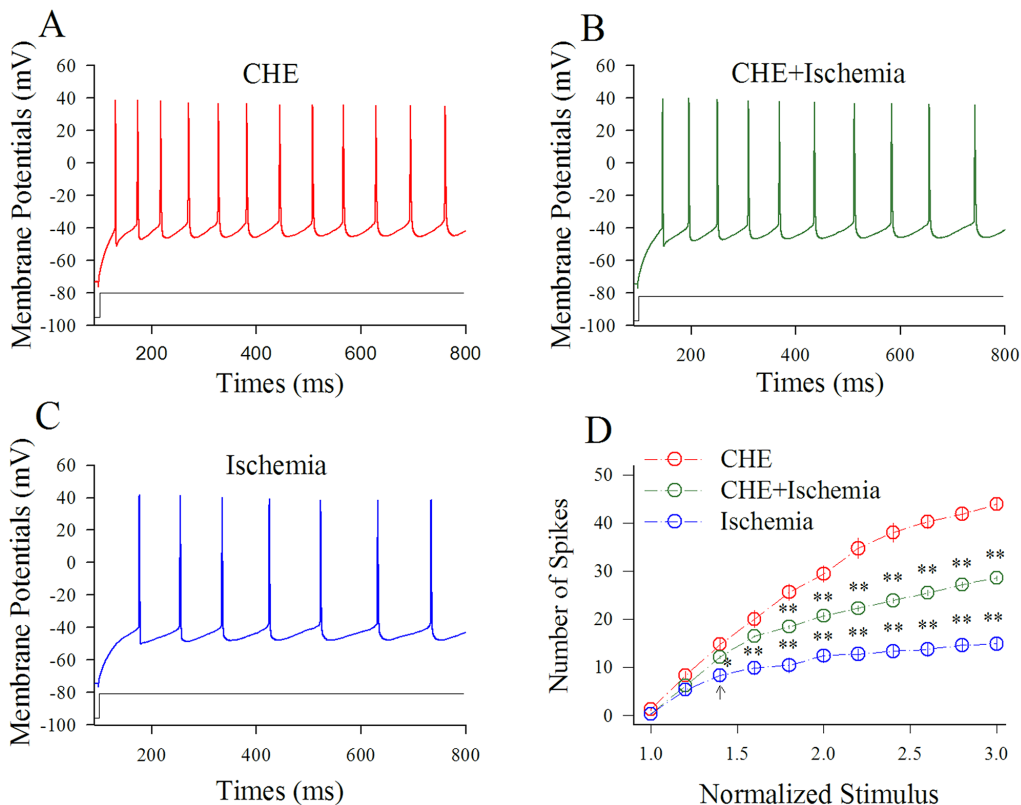 A
CHE
Membrane Potentials (mV)
60
40
20
0
-20
-40
-60
-80
-100
200 400 600 800
Times (ms)
B
CHE+Ischemia
Membrane Potentials (mV)
60
40
20
0
-20
-40
-60
-80
-100
200 400 600 800
Times (ms)
C
Ischemia
Membrane Potentials (mV)
60
40
20
0
-20
-40
-60
-80
-100
200 400 600 800
Times (ms)
D
CHE
CHE+Ischemia
Ischemia
Number of Spikes
50
40
30
20
10
0
** ** ** ** ** ** **
* ** ** ** ** ** ** ** **
1.0 1.5 2.0 2.5 3.0
Normalized Stimulus